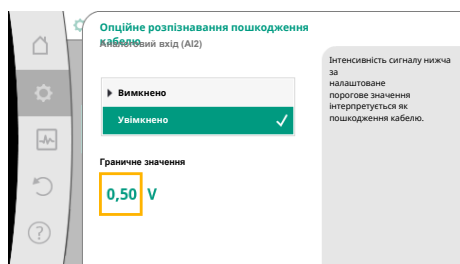 Опційне розпізнавання пошкодження
кабелю
Аналоговий вхід (AI2)
Вимкнено
Увімкнено
Граничне значення
0,50 V
Інтенсивність сигналу нижча
за
налаштоване
порогове значення
інтерпретується як
пошкодження кабелю.